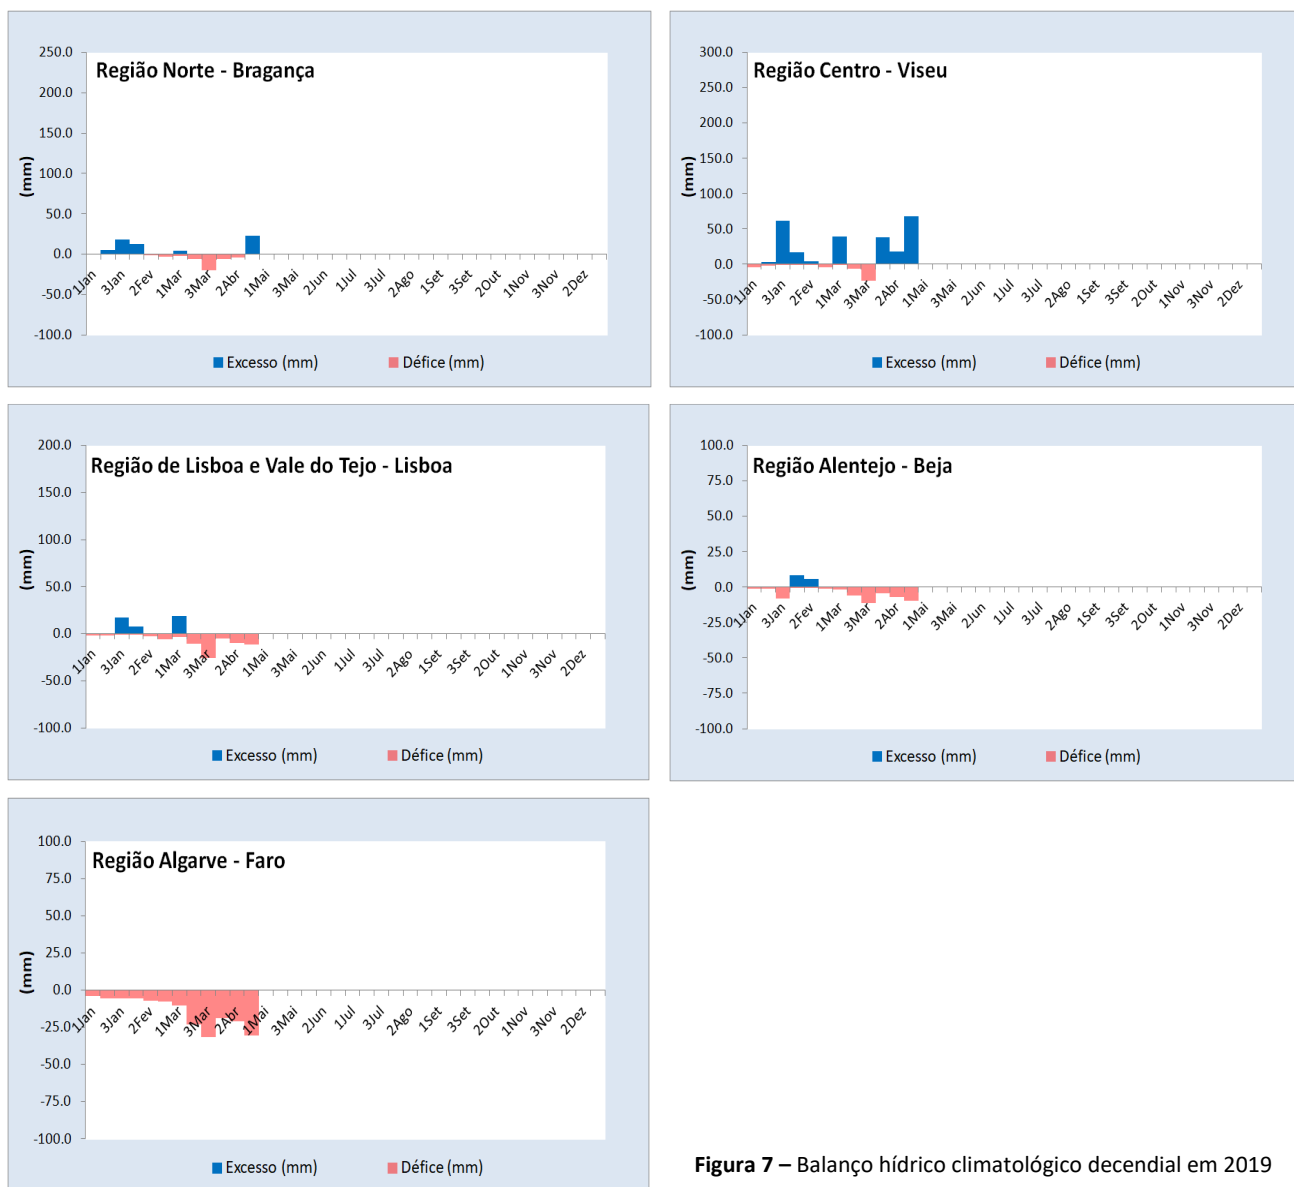 Região Norte - Bragança
(mm)
250.0
200.0
150.0
100.0
50.0
0.0
-50.0
-100.0
1Jan 3Jan 2Fev 1Mar 3Mar 2Abr 1Mai 3Mai 2Jun 1Jul 3Jul 2Ago 1Set 3Set 2Out 1Nov 3Nov 2Dez
Excesso (mm) Défice (mm)
Região Centro - Viseu
(mm)
300.0
250.0
200.0
150.0
100.0
50.0
0.0
-50.0
-100.0
1Jan 3Jan 2Fev 1Mar 3Mar 2Abr 1Mai 3Mai 2Jun 1Jul 3Jul 2Ago 1Set 3Set 2Out 1Nov 3Nov 2Dez
Excesso (mm) Défice (mm)
Região de Lisboa e Vale do Tejo - Lisboa
(mm)
200.0
150.0
100.0
50.0
0.0
-50.0
-100.0
1Jan 3Jan 2Fev 1Mar 3Mar 2Abr 1Mai 3Mai 2Jun 1Jul 3Jul 2Ago 1Set 3Set 2Out 1Nov 3Nov 2Dez
Excesso (mm) Défice (mm)
Região Alentejo - Beja
(mm)
100.0
75.0
50.0
25.0
0.0
-25.0
-50.0
-75.0
-100.0
1Jan 3Jan 2Fev 1Mar 3Mar 2Abr 1Mai 3Mai 2Jun 1Jul 3Jul 2Ago 1Set 3Set 2Out 1Nov 3Nov 2Dez
Excesso (mm) Défice (mm)
Região Algarve - Faro
(mm)
100.0
75.0
50.0
25.0
0.0
-25.0
-50.0
-75.0
-100.0
1Jan 3Jan 2Fev 1Mar 3Mar 2Abr 1Mai 3Mai 2Jun 1Jul 3Jul 2Ago 1Set 3Set 2Out 1Nov 3Nov 2Dez
Excesso (mm) Défice (mm)
Figura 7 – Balanço hídrico climatológico decendial em 2019